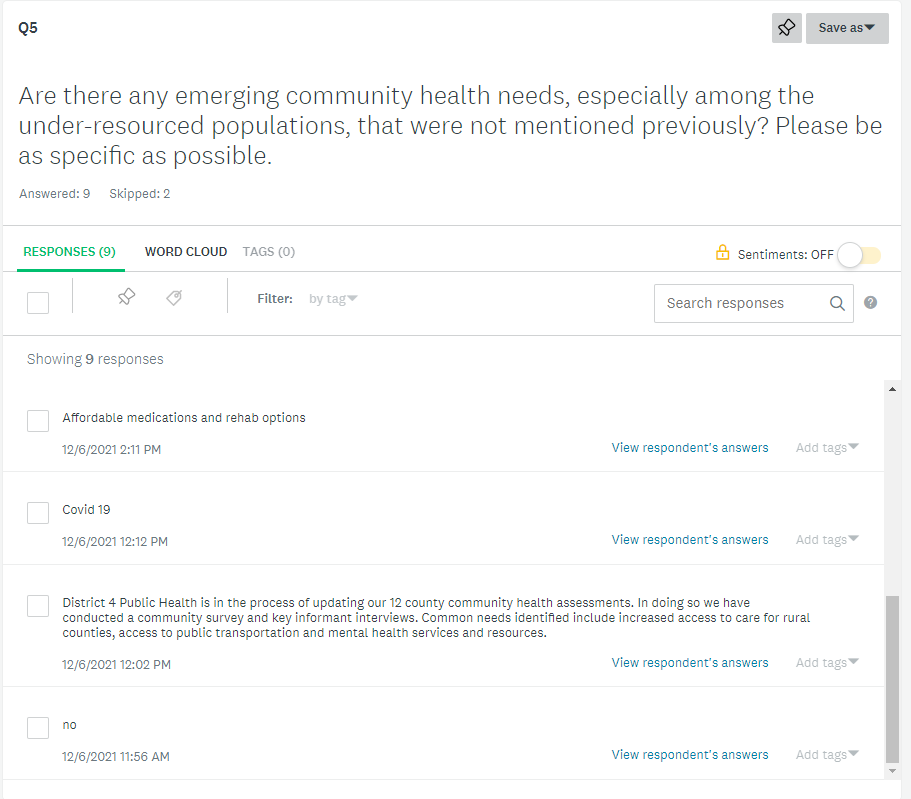 Q5
Save as
Are there any emerging community health needs, especially among the
under-resourced populations, that were not mentioned previously? Please be
as specific as possible.
Answered: 9 Skipped: 2
RESPONSES (9) WORD CLOUD TAGS (0) Sentiments: OFF
Filter: by tag Search responses ?
Showing 9 responses
Affordable medications and rehab options
12/6/2021 2:11 PM View respondent's answers Add tags
Covid 19
12/6/2021 12:12 PM View respondent's answers Add tags
District 4 Public Health is in the process of updating our 12 county community health assessments. In doing so we have
conducted a community survey and key informant interviews. Common needs identified include increased access to care for rural
counties, access to public transportation and mental health services and resources.
12/6/2021 12:02 PM View respondent's answers Add tags
no
12/6/2021 11:56 AM View respondent's answers Add tags